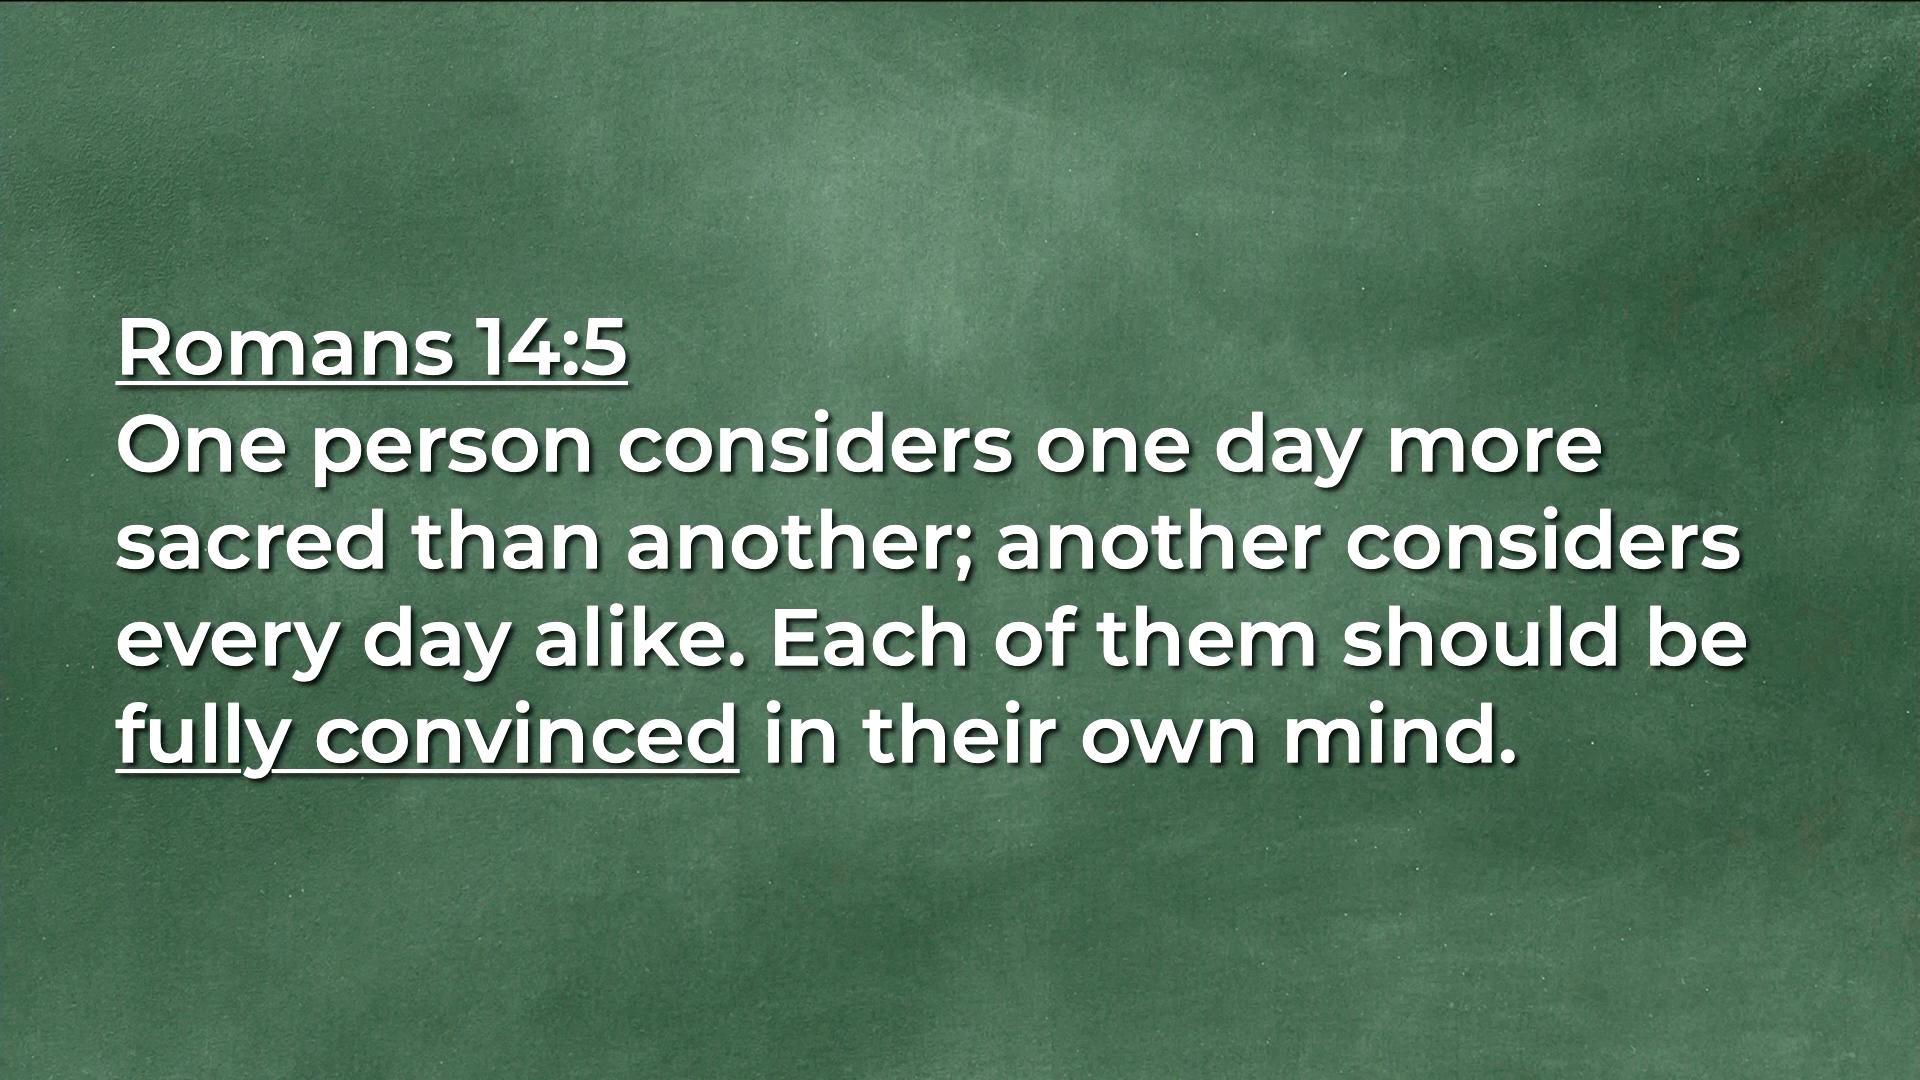 Romans 14:5
One person considers one day more
sacred than another; another considers
every day alike. Each of them should be
fully convinced in their own mind.